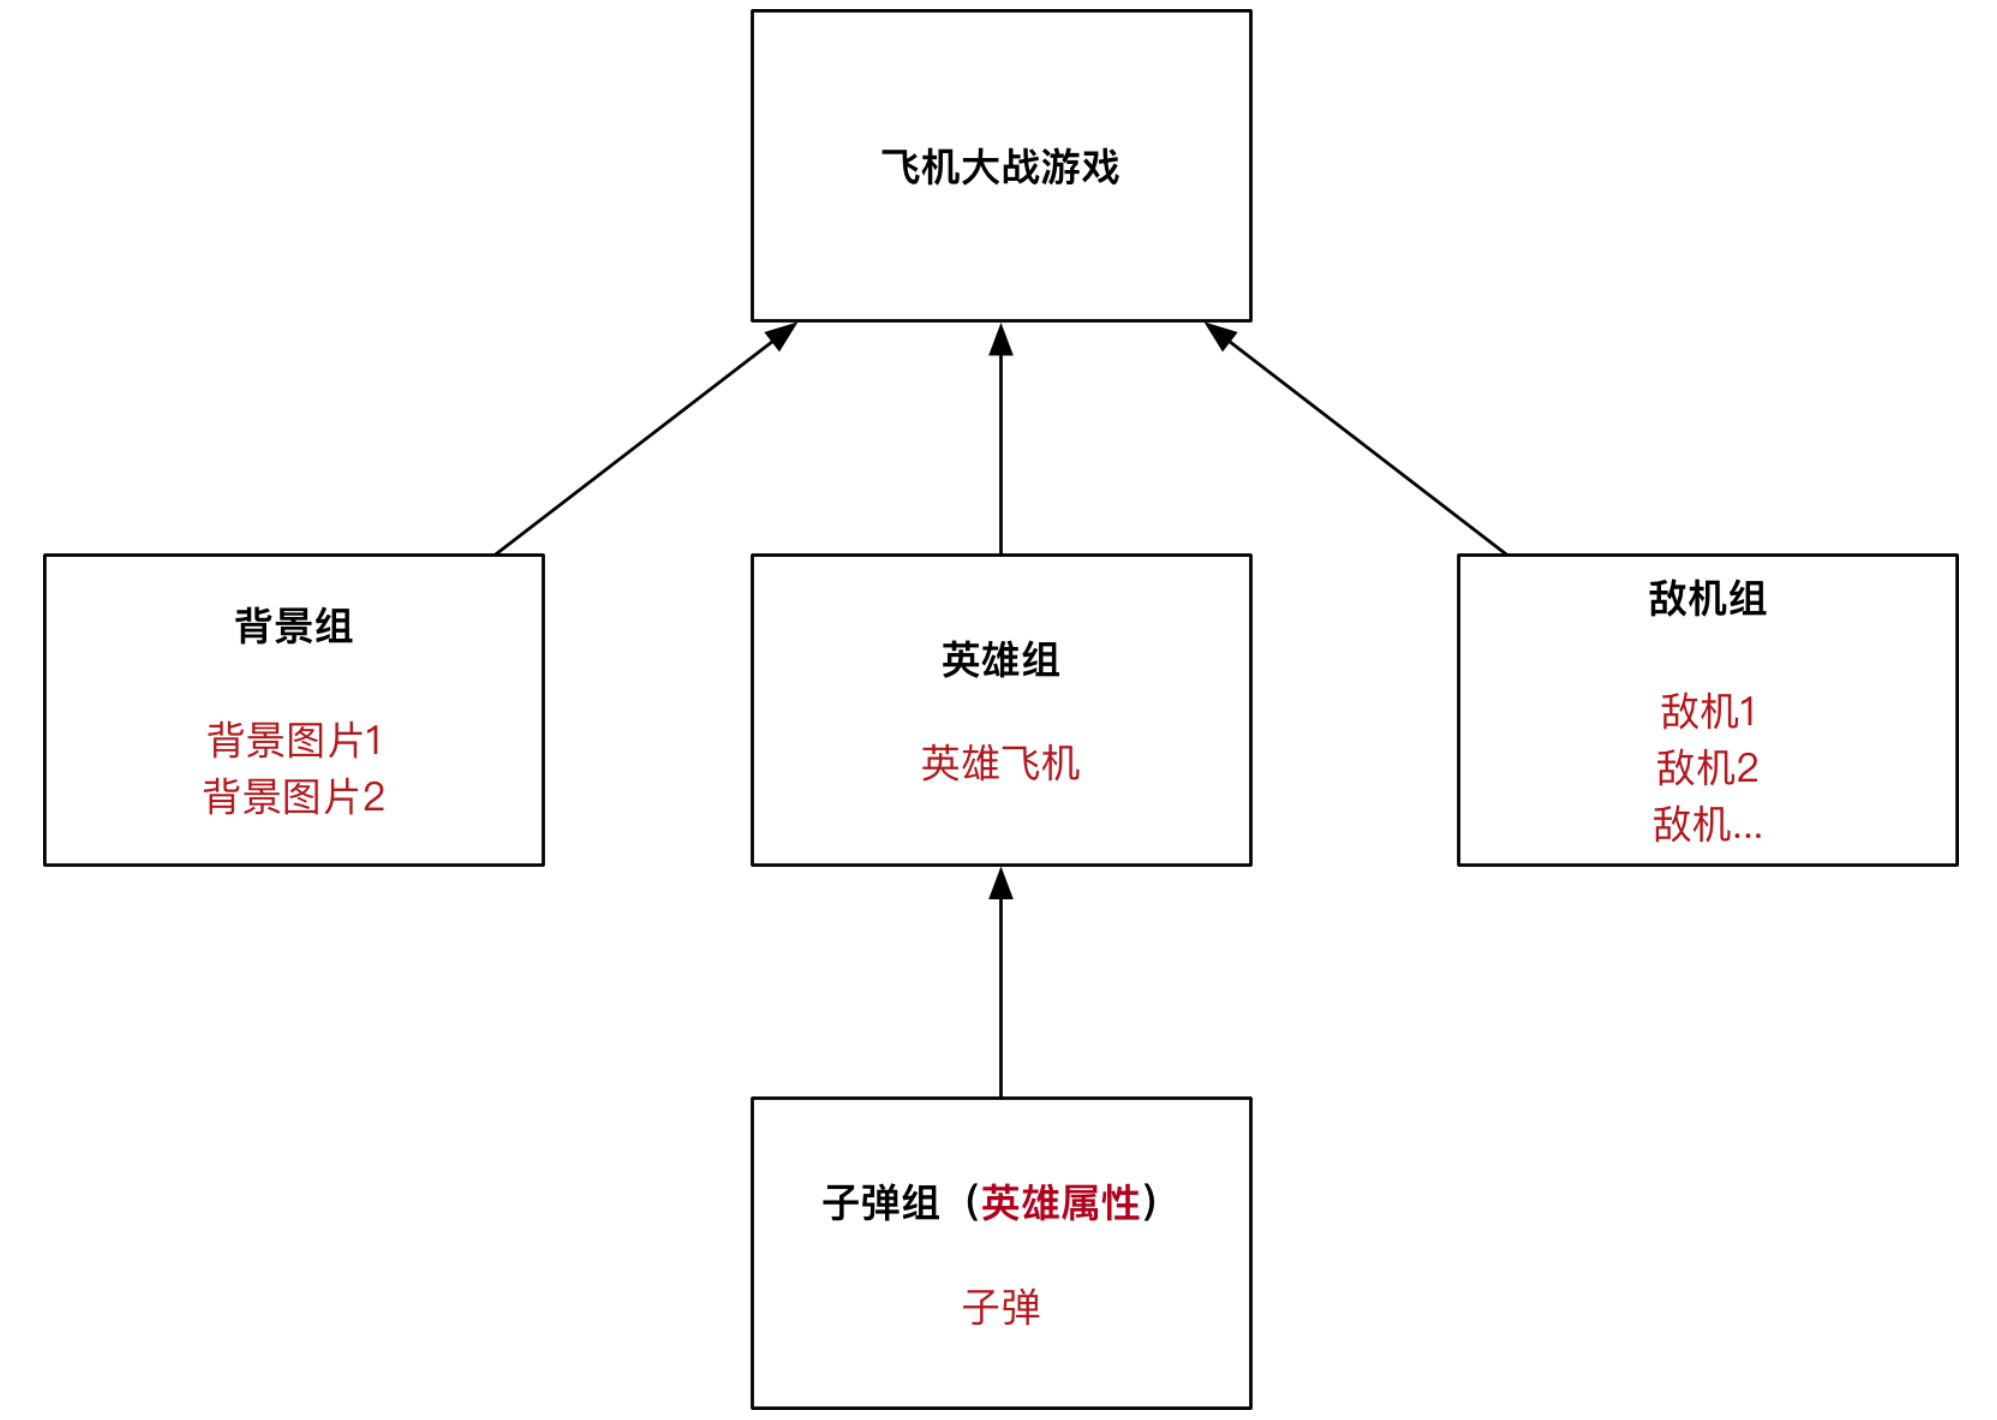 飞机大战游戏
背景组
背景图片1
背景图片2
英雄组
英雄飞机
敌机组
敌机1
敌机2
敌机...
子弹组（英雄属性）
子弹